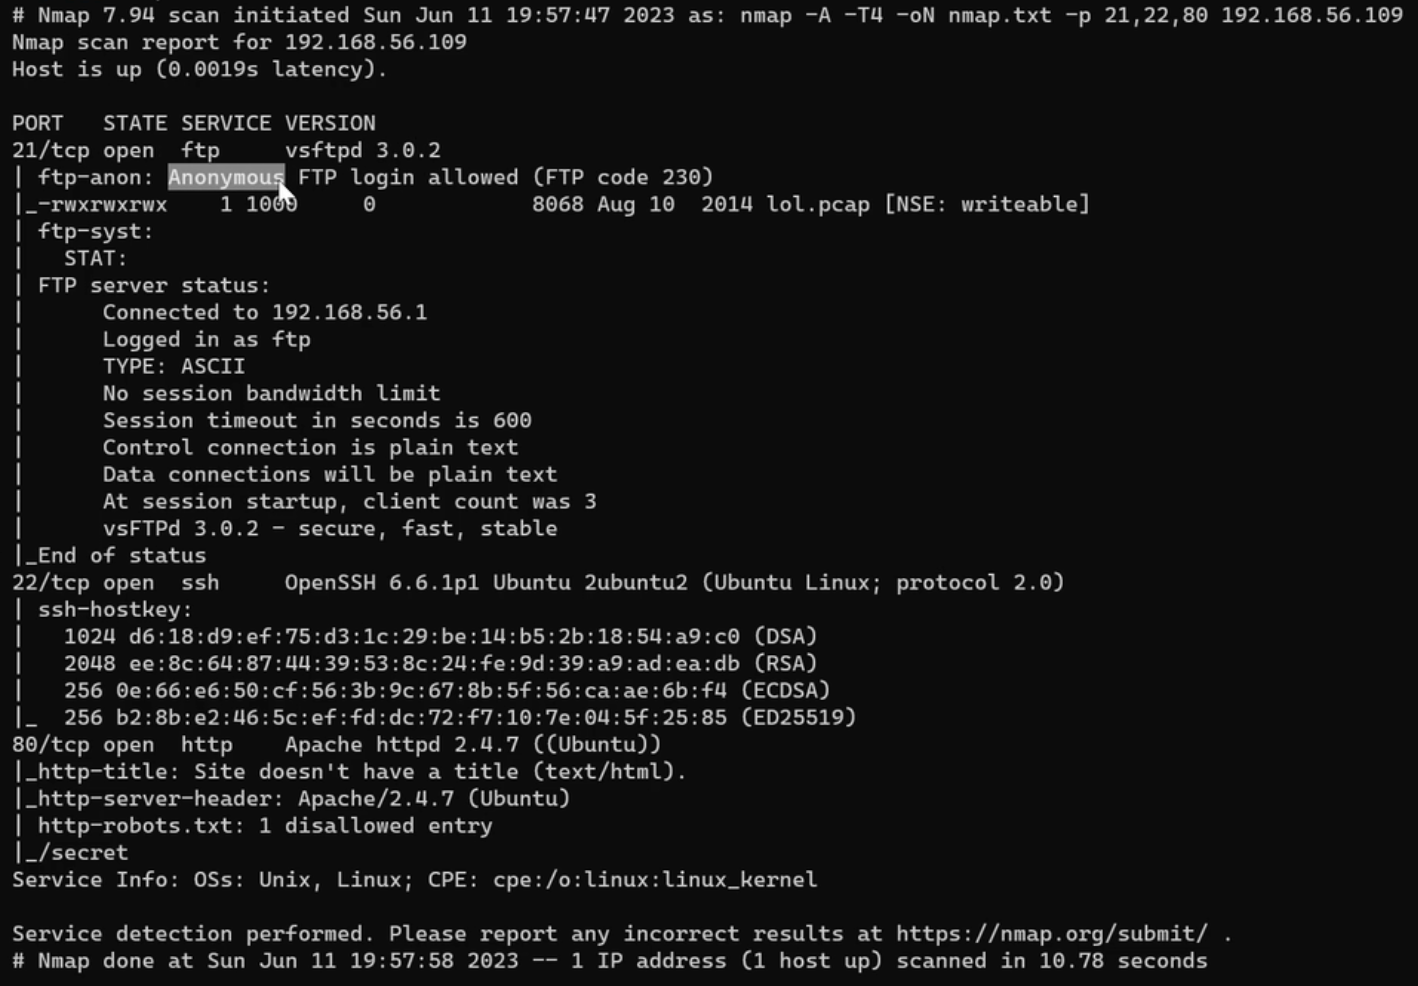 # Nmap 7.94 scan initiated Sun Jun 11 19:57:47 2023 as: nmap -A -T4 -oN nmap.txt -p 21,22,80 192.168.56.109
Nmap scan report for 192.168.56.109
Host is up (0.0019s latency).

PORT   STATE SERVICE VERSION
21/tcp open  ftp     vsftpd 3.0.2
| ftp-anon: Anonymous FTP login allowed (FTP code 230)
|_-rwxrwxrwx    1 1000     0            8068 Aug 10  2014 lol.pcap [NSE: writeable]
| ftp-syst:
|   STAT:
| FTP server status:
|      Connected to 192.168.56.1
|      Logged in as ftp
|      TYPE: ASCII
|      No session bandwidth limit
|      Session timeout in seconds is 600
|      Control connection is plain text
|      Data connections will be plain text
|      At session startup, client count was 3
|      vsFTPd 3.0.2 - secure, fast, stable
|_End of status
22/tcp open  ssh     OpenSSH 6.6.1p1 Ubuntu 2ubuntu2 (Ubuntu Linux; protocol 2.0)
| ssh-hostkey:
|   1024 d6:18:d9:ef:75:d3:1c:29:be:14:b5:2b:18:54:a9:c0 (DSA)
|   2048 ee:8c:64:87:44:39:53:8c:24:fe:9d:39:a9:ad:ea:db (RSA)
|   256 0e:66:e6:50:cf:56:3b:9c:67:8b:5f:56:ca:ae:6b:f4 (ECDSA)
|_  256 b2:8b:e2:46:5c:ef:fd:dc:72:f7:10:7e:04:5f:25:85 (ED25519)
80/tcp open  http    Apache httpd 2.4.7 ((Ubuntu))
|_http-title: Site doesn't have a title (text/html).
|_http-server-header: Apache/2.4.7 (Ubuntu)
| http-robots.txt: 1 disallowed entry
|_/secret
Service Info: OSs: Unix, Linux; CPE: cpe:/o:linux:linux_kernel

Service detection performed. Please report any incorrect results at https://nmap.org/submit/ .
# Nmap done at Sun Jun 11 19:57:58 2023 -- 1 IP address (1 host up) scanned in 10.78 seconds